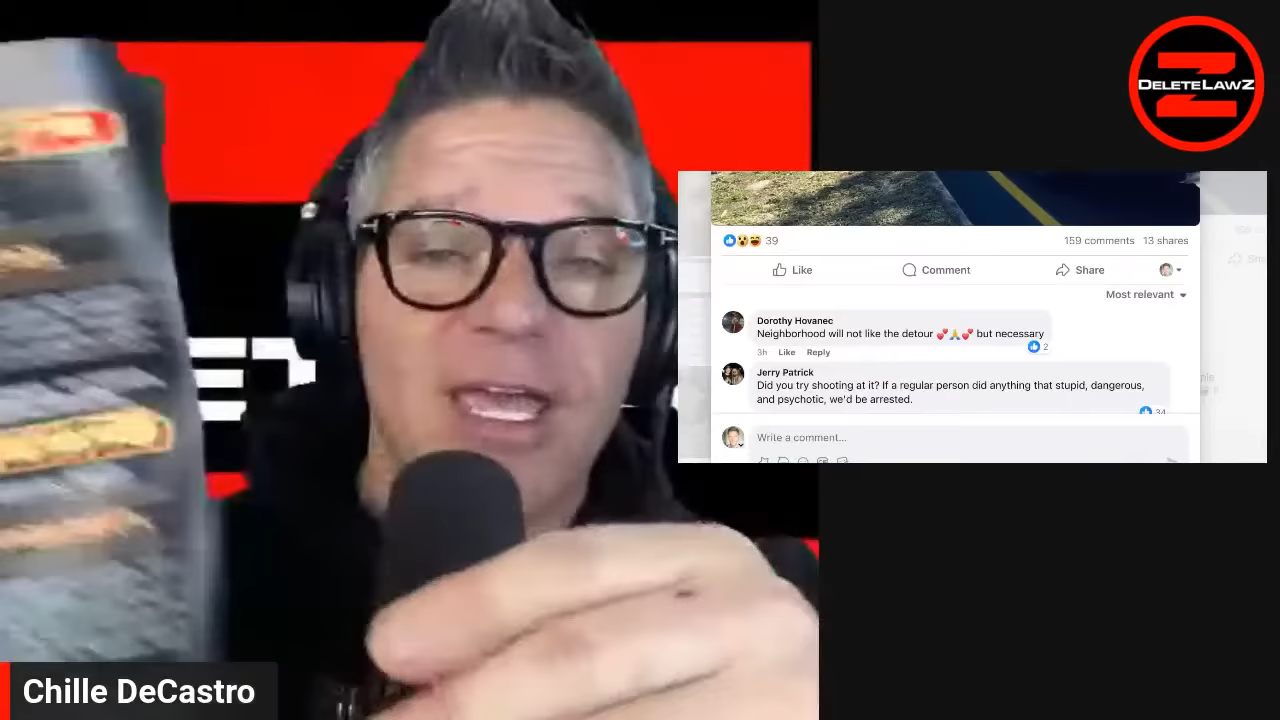 DELETELAWZ
39
159 comments 13 shares
Like
Comment
Share
Most relevant
Dorothy Hovanec
Neighborhood will not like the detour 💕🙏💕 but necessary
2
3h Like Reply
Jerry Patrick
Did you try shooting at it? If a regular person did anything that stupid, dangerous,
and psychotic, we'd be arrested.
34
Write a comment...
Chille DeCastro